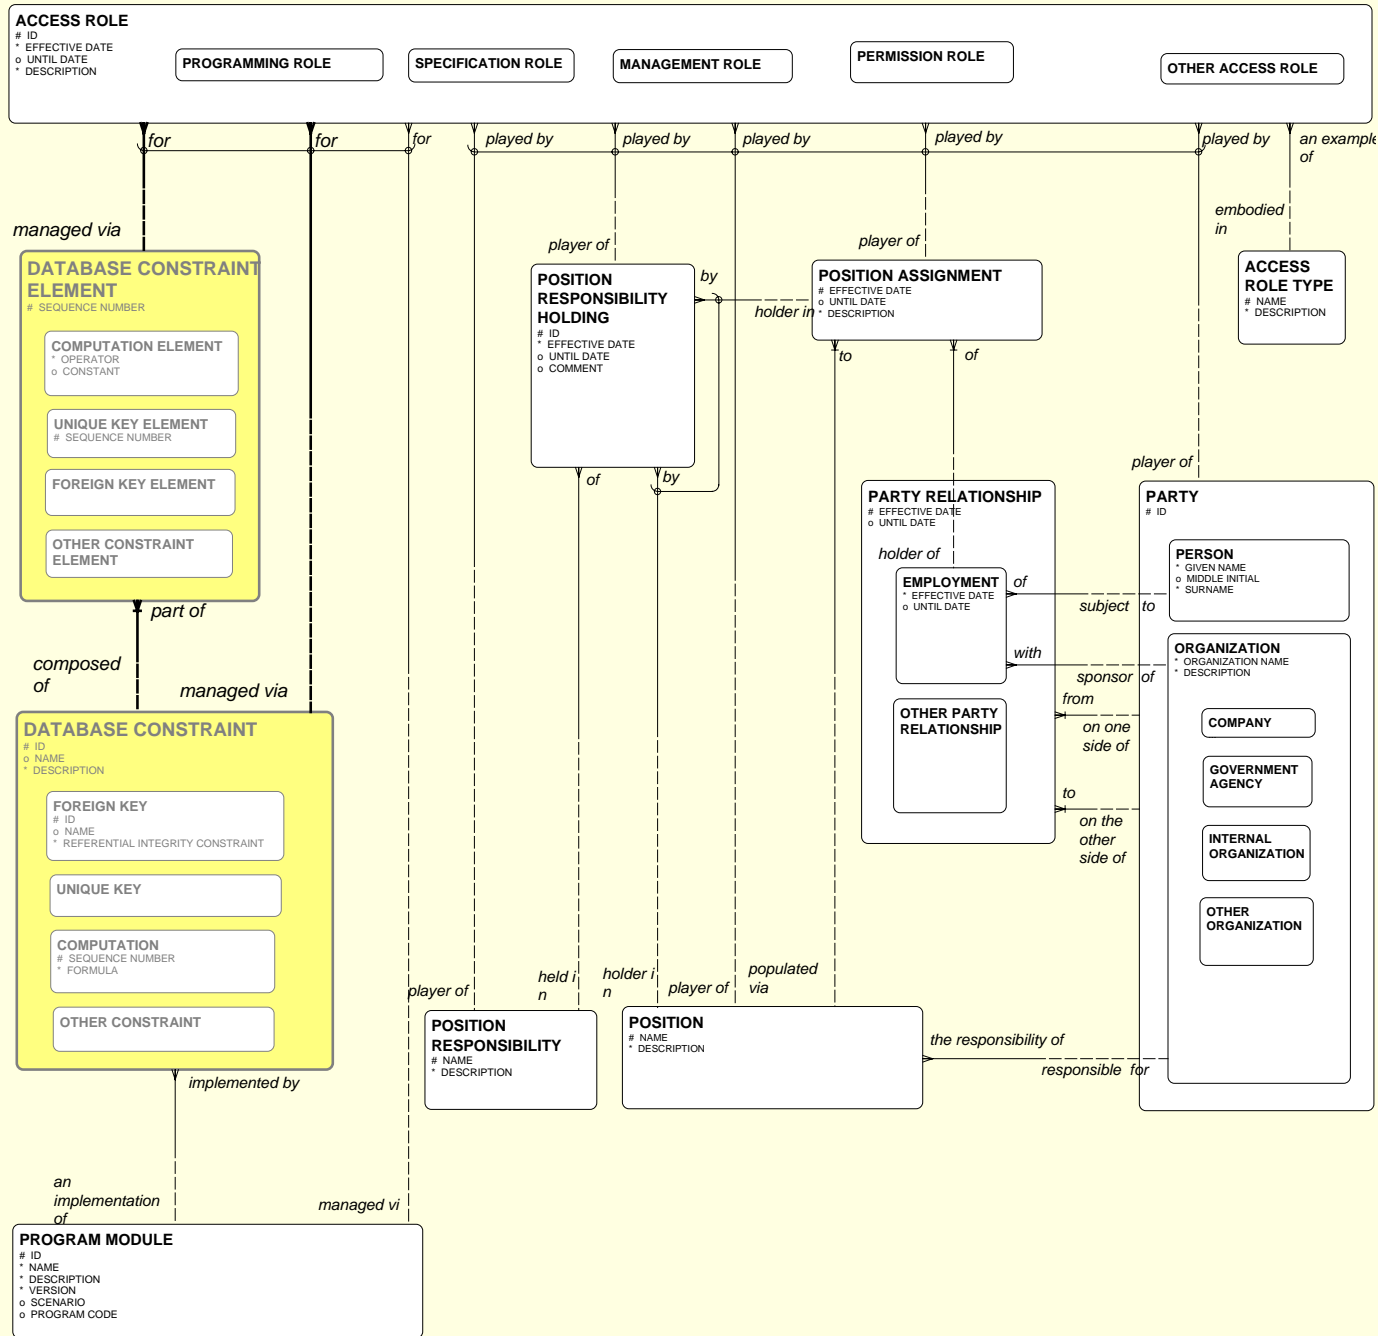 ACCESS ROLE
# ID
* EFFECTIVE DATE
o UNTIL DATE
* DESCRIPTION
PROGRAMMING ROLE
SPECIFICATION ROLE
MANAGEMENT ROLE
PERMISSION ROLE
OTHER ACCESS ROLE
for
for
for
played by
played by
played by
played by
played by
an example
of
managed via
player of
player of
embodied
in
DATABASE CONSTRAINT
ELEMENT
# SEQUENCE NUMBER
COMPUTATION ELEMENT
* OPERATOR
o CONSTANT
UNIQUE KEY ELEMENT
# SEQUENCE NUMBER
FOREIGN KEY ELEMENT
OTHER CONSTRAINT
ELEMENT
POSITION
RESPONSIBILITY
HOLDING
# ID
* EFFECTIVE DATE
o UNTIL DATE
o COMMENT
by
holder in
POSITION ASSIGNMENT
# EFFECTIVE DATE
o UNTIL DATE
* DESCRIPTION
ACCESS
ROLE TYPE
# NAME
* DESCRIPTION
to
of
of
by
player of
part of
composed
of
managed via
PARTY RELATIONSHIP
# EFFECTIVE DATE
o UNTIL DATE
holder of
EMPLOYMENT
* EFFECTIVE DATE
o UNTIL DATE
OTHER PARTY
RELATIONSHIP
of
subject to
with
sponsor of
from
on one
side of
to
on the
other
side of
PARTY
# ID
PERSON
* GIVEN NAME
o MIDDLE INITIAL
* SURNAME
ORGANIZATION
* ORGANIZATION NAME
* DESCRIPTION
COMPANY
GOVERNMENT
AGENCY
INTERNAL
ORGANIZATION
OTHER
ORGANIZATION
DATABASE CONSTRAINT
# ID
o NAME
* DESCRIPTION
FOREIGN KEY
# ID
o NAME
* REFERENTIAL INTEGRITY CONSTRAINT
UNIQUE KEY
COMPUTATION
# SEQUENCE NUMBER
* FORMULA
OTHER CONSTRAINT
player of
held i
n
holder i
n
player of
populated
via
POSITION
RESPONSIBILITY
# NAME
* DESCRIPTION
POSITION
# NAME
* DESCRIPTION
the responsibility of
responsible for
implemented by
an
implementation
of
managed vi
PROGRAM MODULE
# ID
* NAME
* DESCRIPTION
* VERSION
o SCENARIO
o PROGRAM CODE